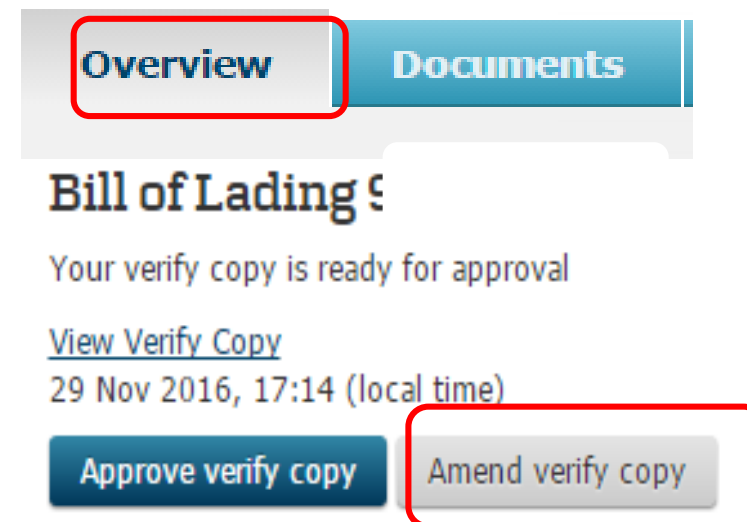 Overview Documents
Bill of Lading 9
Your verify copy is ready for approval
View Verify Copy
29 Nov 2016, 17:14 (local time)
Approve verify copy Amend verify copy